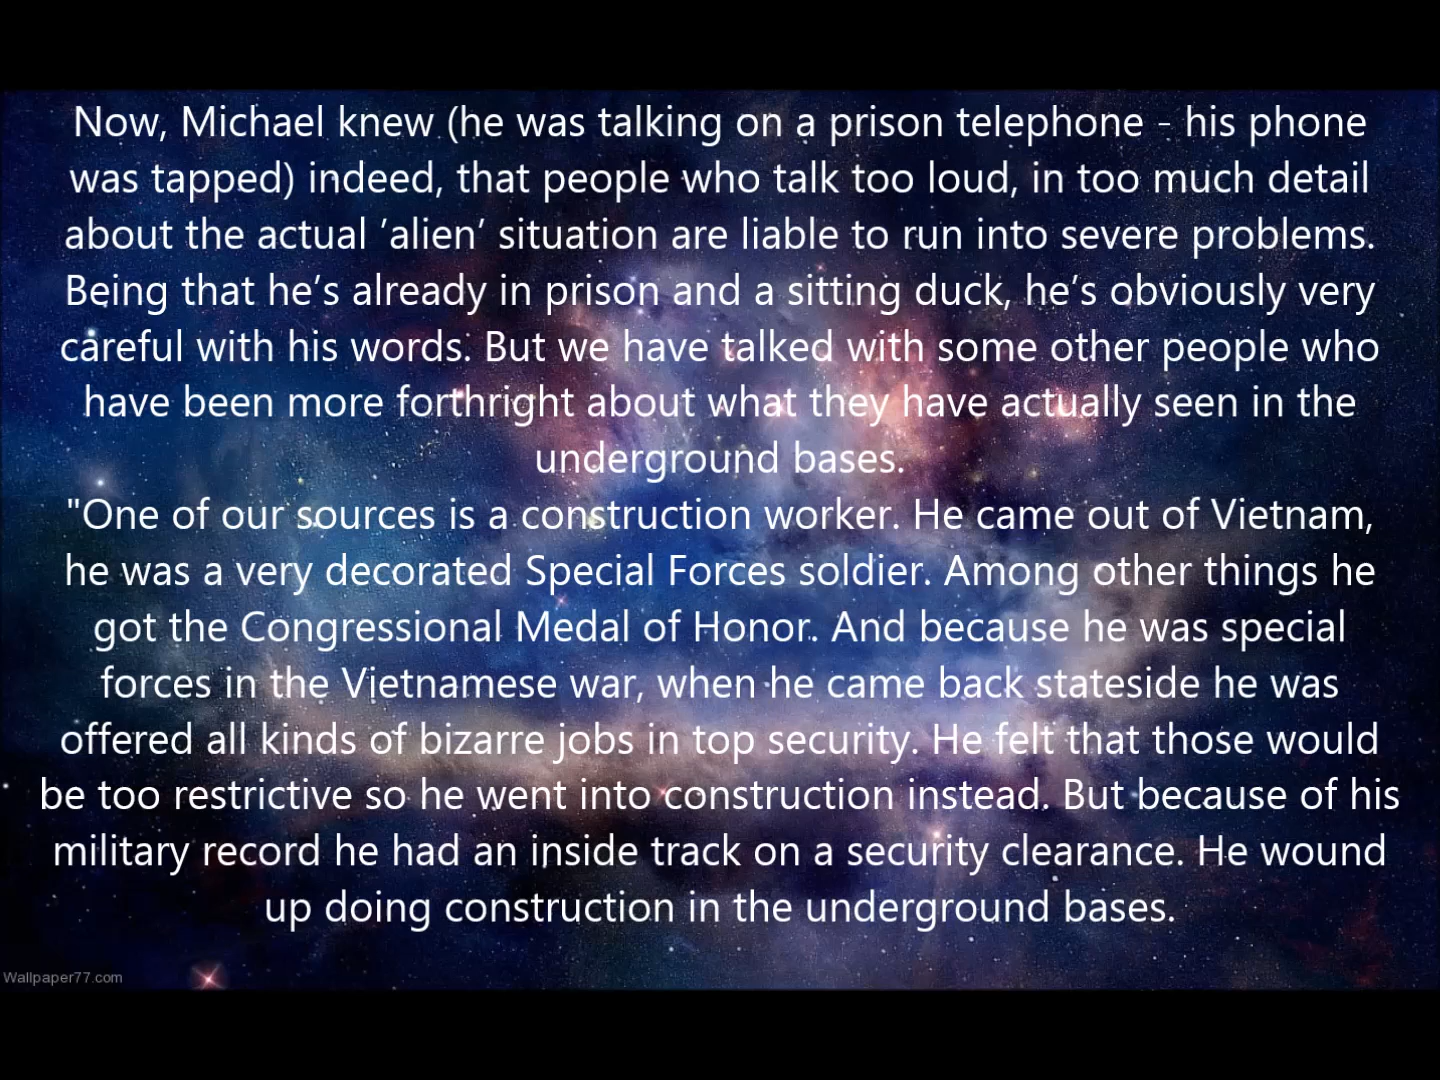 Now, Michael knew (he was talking on a prison telephone - his phone
was tapped) indeed, that people who talk too loud, in too much detail
about the actual ‘alien’ situation are liable to run into severe problems.
Being that he’s already in prison and a sitting duck, he’s obviously very
careful with his words. But we have talked with some other people who
have been more forthright about what they have actually seen in the
underground bases.
"One of our sources is a construction worker. He came out of Vietnam,
he was a very decorated Special Forces soldier. Among other things he
got the Congressional Medal of Honor. And because he was special
forces in the Vietnamese war, when he came back stateside he was
offered all kinds of bizarre jobs in top security. He felt that those would
be too restrictive so he went into construction instead. But because of his
military record he had an inside track on a security clearance. He wound
up doing construction in the underground bases.
Wallpaper77.com